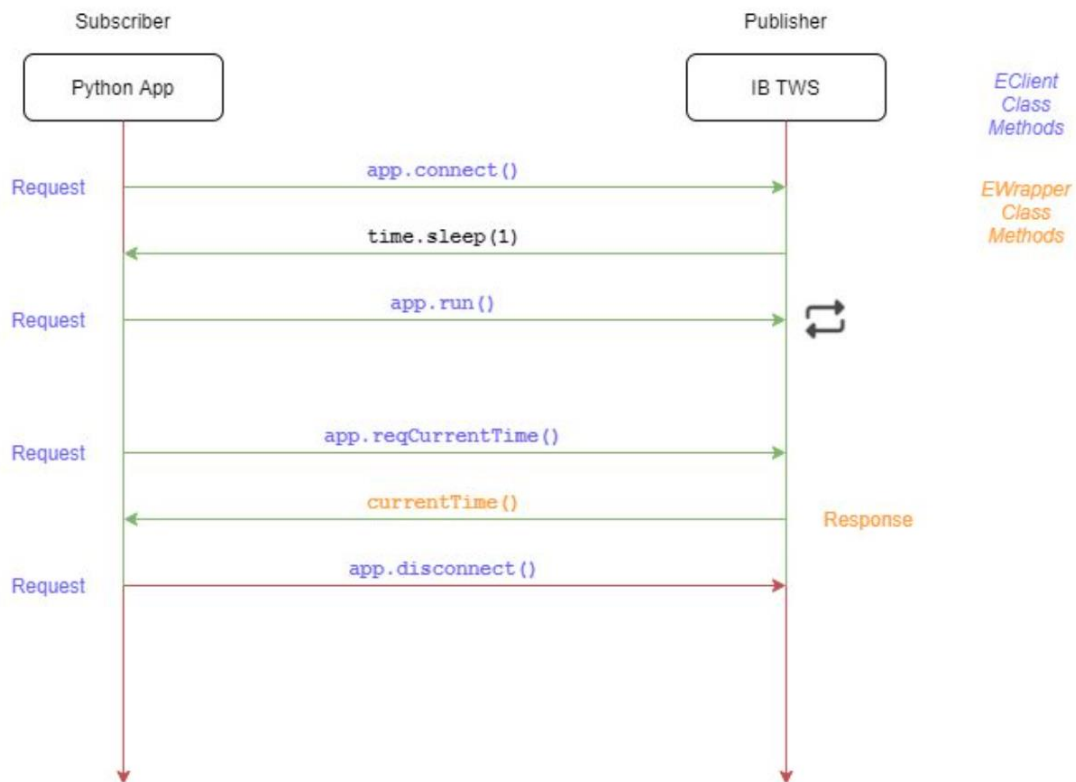 Subscriber
Publisher
Python App
IB TWS
EClient
Class
Methods
app.connect()
Request
EWrapper
Class
Methods
time.sleep(1)
app.run()
Request
app.reqCurrentTime()
Request
currentTime()
Response
app.disconnect()
Request